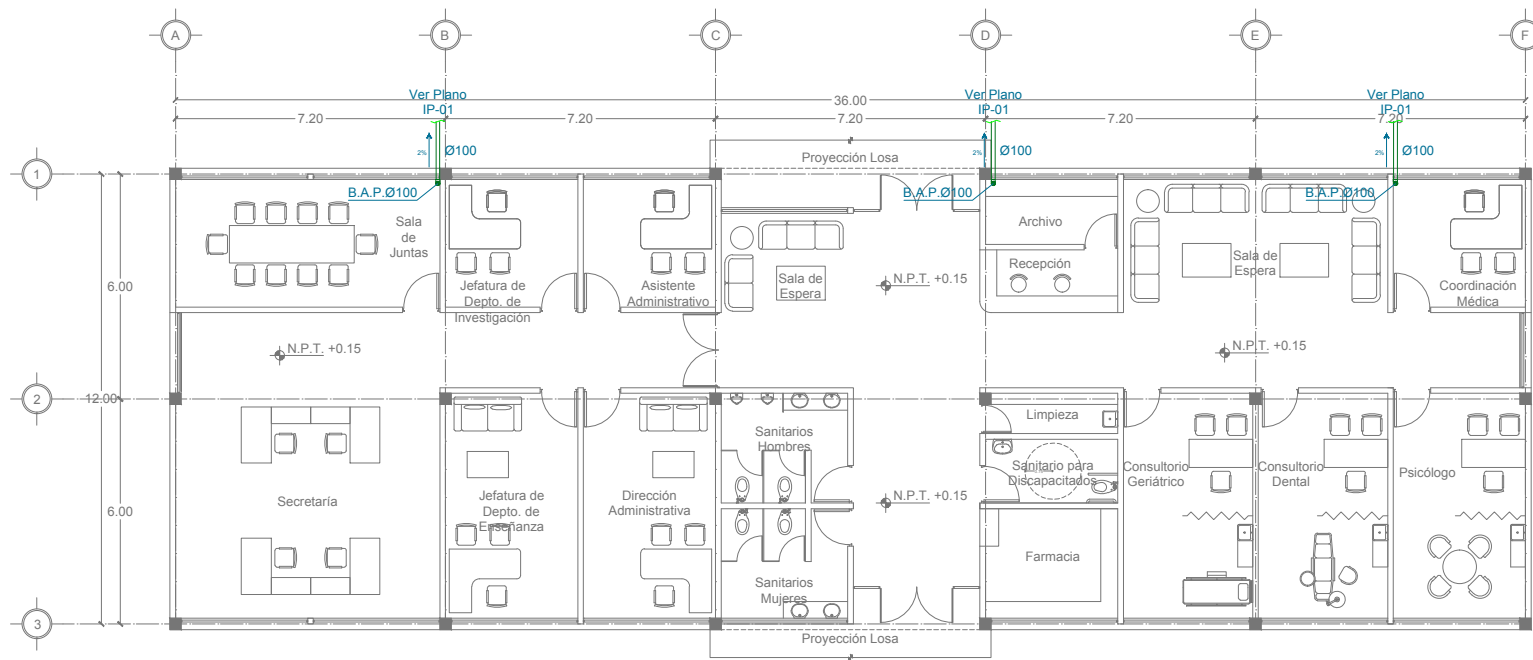 A
B
C
D
E
F
Ver Plano
IP-01
Ver Plano
IP-01
Ver Plano
IP-01
36.00
7.20
7.20
7.20
7.20
7.20
2%
Ø100
2%
Ø100
2%
Ø100
Proyección Losa
1
B.A.P.Ø100
B.A.P.Ø100
B.A.P.Ø100
Sala
de
Juntas
Archivo
Recepción
Sala de
Espera
Sala de
Espera
6.00
Jefatura de
Depto. de
Investigación
Asistente
Administrativo
N.P.T. +0.15
Coordinación
Médica
N.P.T. +0.15
N.P.T. +0.15
2
12.00
Limpieza
Sanitarios
Hombres
Sanitario para
Discapacitados
Consultorio
Geriátrico
Consultorio
Dental
Psicólogo
Secretaría
Jefatura de
Depto. de
Enseñanza
Dirección
Administrativa
N.P.T. +0.15
6.00
Farmacia
Sanitarios
Mujeres
3
Proyección Losa